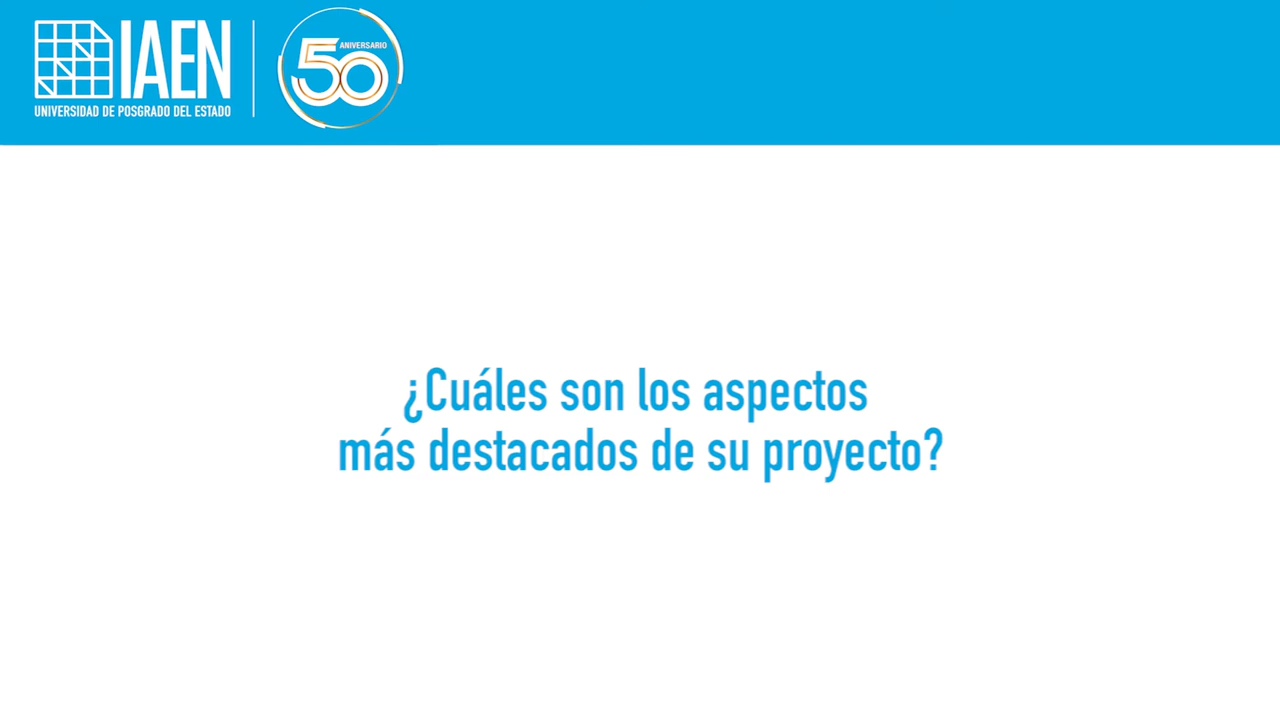 IAEN
UNIVERSIDAD DE POSGRADO DEL ESTADO
50
ANIVERSARIO
¿Cuáles son los aspectos
más destacados de su proyecto?